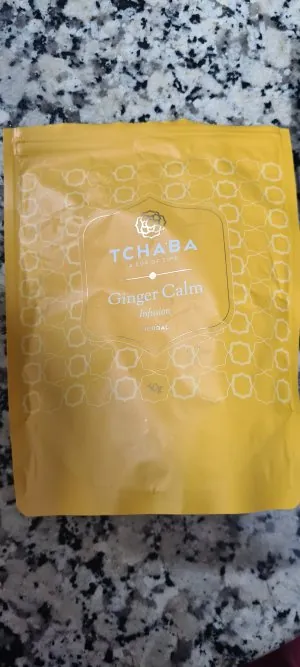 TCHABA
Ginger Calm
Infusion
HERBAL